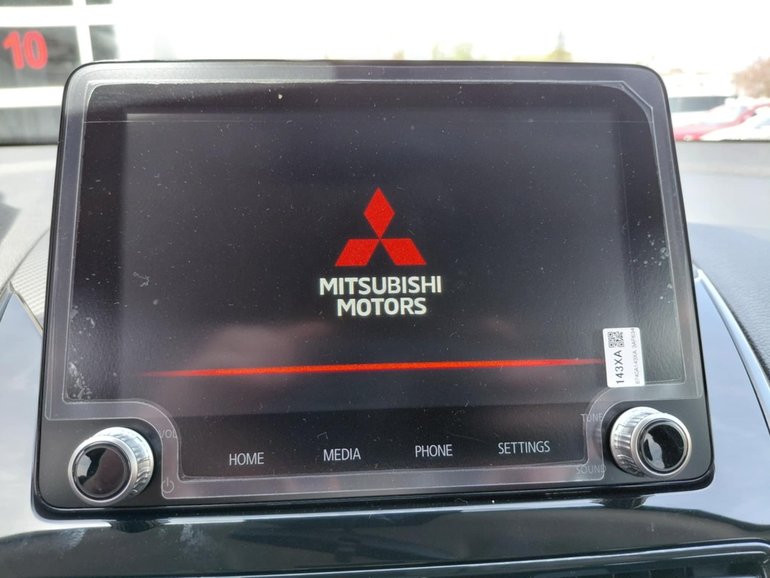 10
MITSUBISHI
MOTORS
143XA
VOL
TUNE
HOME
MEDIA
PHONE
SETTINGS
SOUND